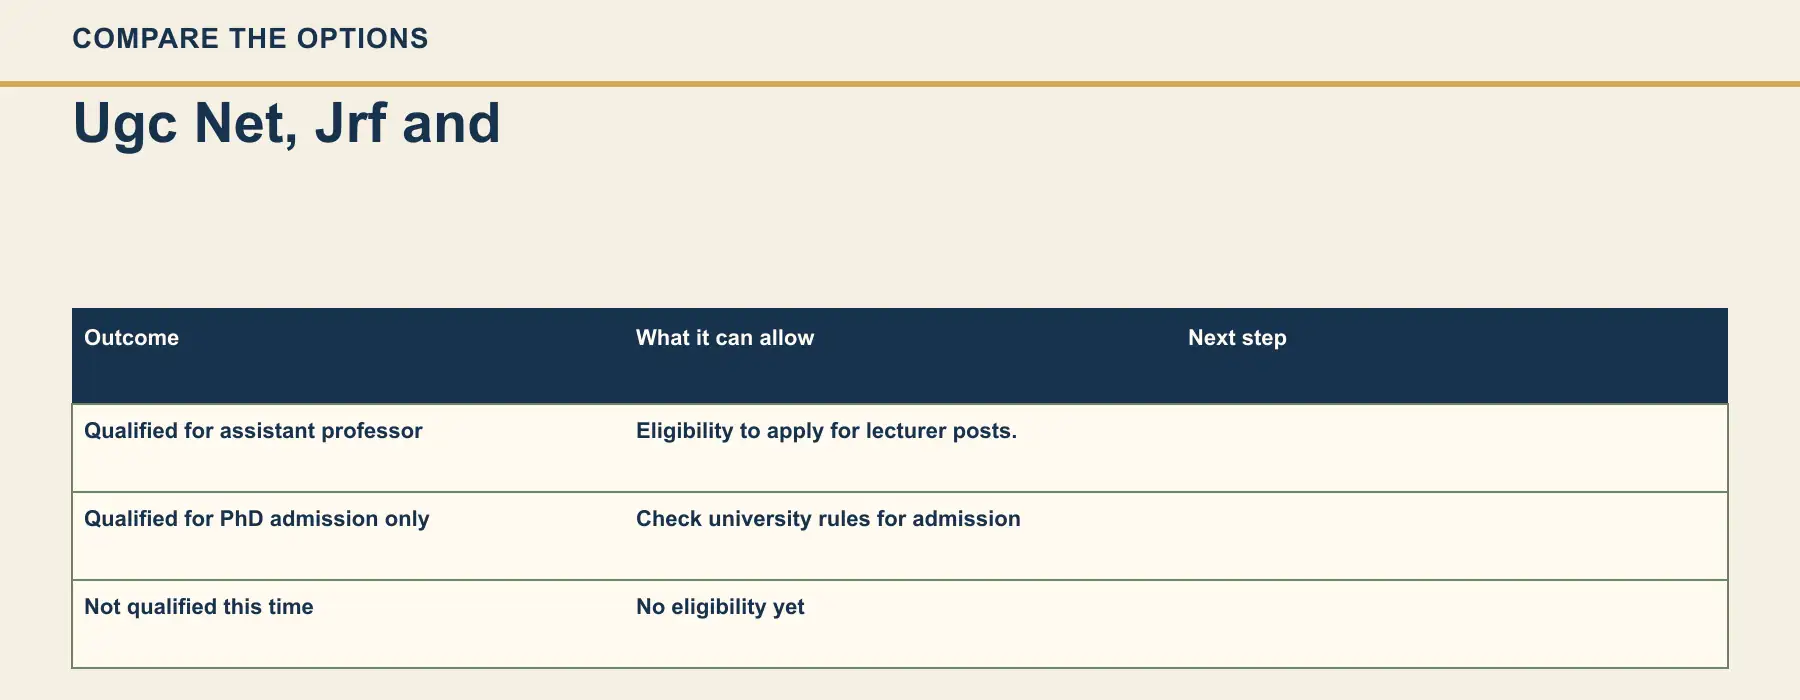 COMPARE THE OPTIONS
Ugc Net, Jrf and
Outcome What it can allow Next step
Qualified for assistant professor Eligibility to apply for lecturer posts.
Qualified for PhD admission only Check university rules for admission
Not qualified this time No eligibility yet